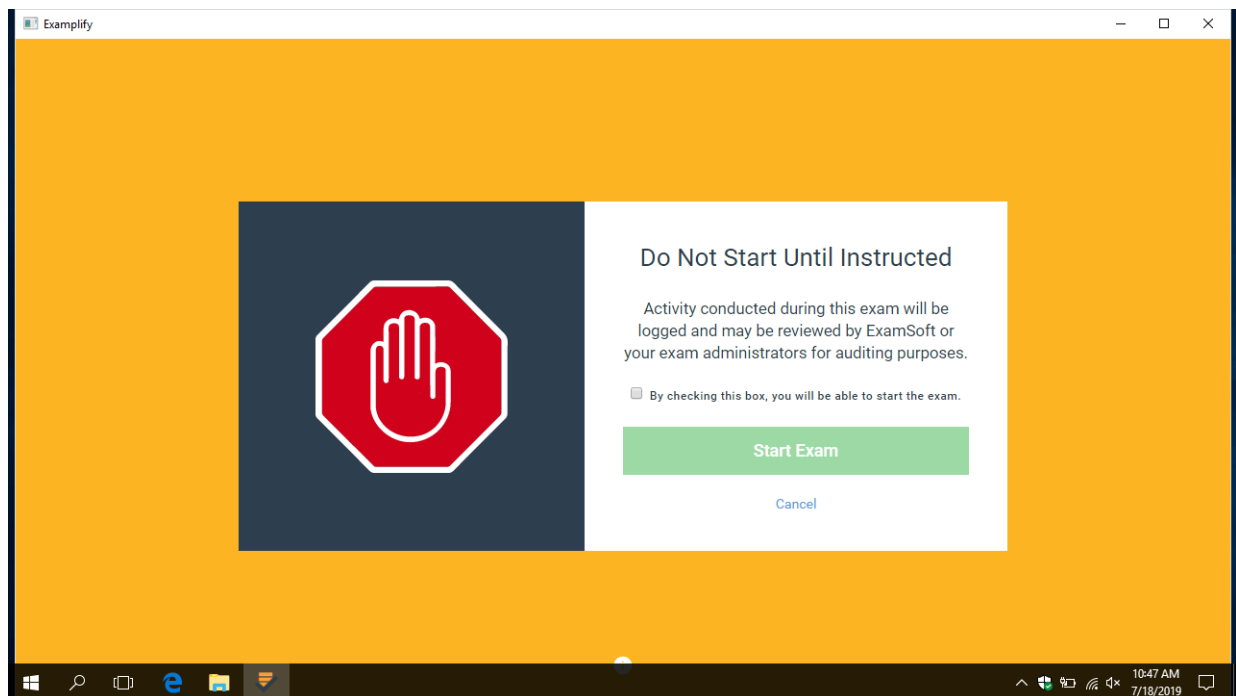 Examplify
Do Not Start Until Instructed
Activity conducted during this exam will be
logged and may be reviewed by ExamSoft or
your exam administrators for auditing purposes.
By checking this box, you will be able to start the exam.
Start Exam
Cancel
10:47 AM
7/18/2019